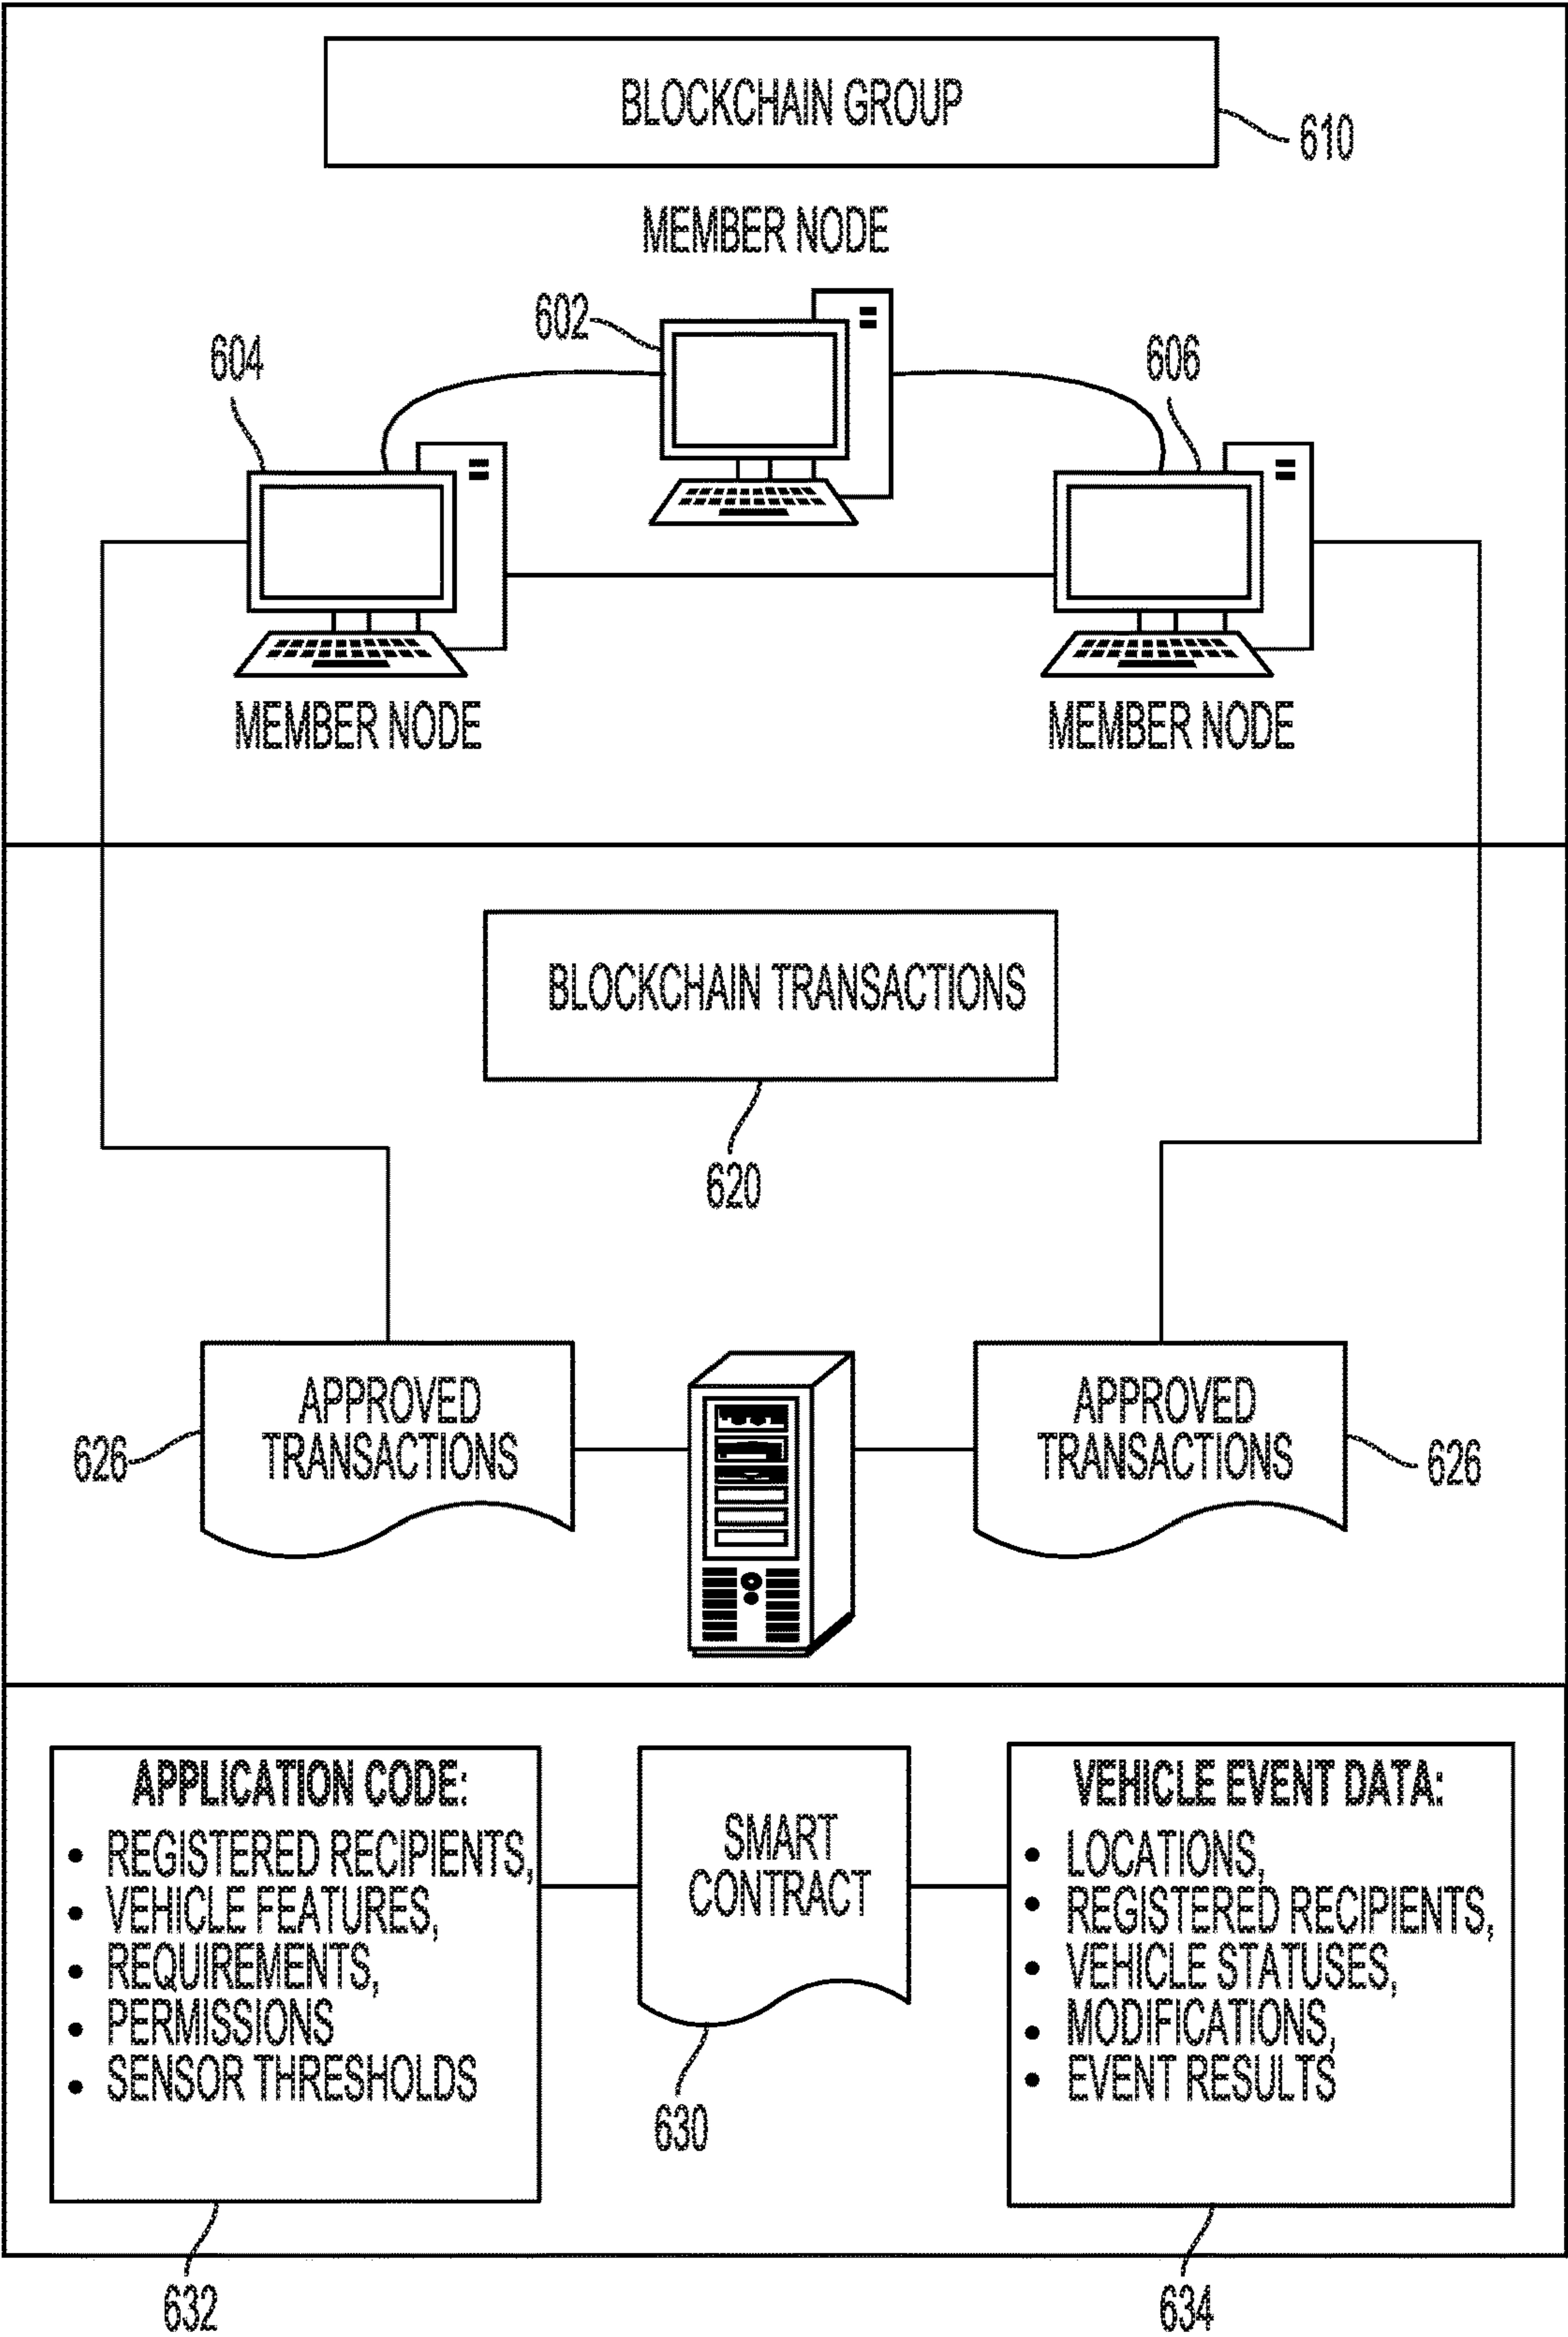 BLOCKCHAIN GROUP
610
MEMBER NODE
602
604
606
MEMBER NODE
MEMBER NODE
BLOCKCHAIN TRANSACTIONS
620
APPROVED
TRANSACTIONS
626
APPROVED
TRANSACTIONS
626
APPLICATION CODE:
• REGISTERED RECIPIENTS,
• VEHICLE FEATURES,
• REQUIREMENTS,
• PERMISSIONS
• SENSOR THRESHOLDS
632
SMART
CONTRACT
630
VEHICLE EVENT DATA:
• LOCATIONS,
• REGISTERED RECIPIENTS,
• VEHICLE STATUSES,
• MODIFICATIONS,
• EVENT RESULTS
634